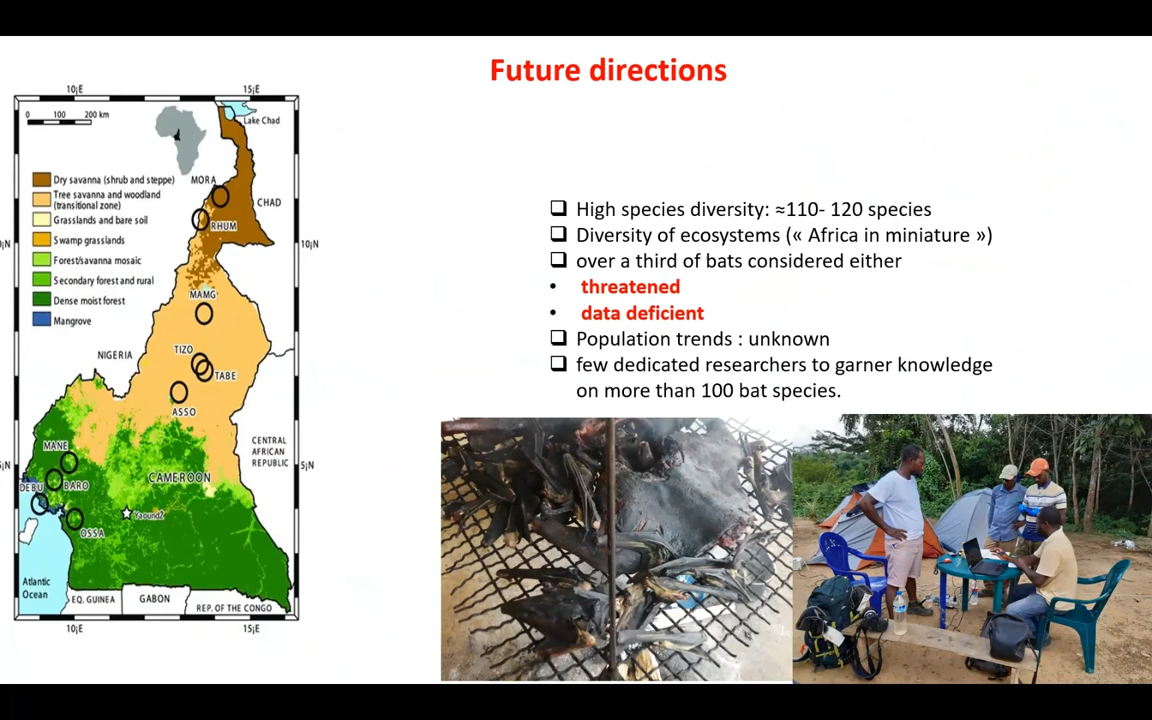 Future directions
10¡E
15¡E
0 100 200 km
Lake Chad
Dry savanna (shrub and steppe)
MORA
Tree savanna and woodland
(transitional zone)
CHAD
Grasslands and bare soil
RHUM
Swamp grasslands
10¡N
Forest/savanna mosaic
Secondary forest and rural
Dense moist forest
MAMG
Mangrove
NIGERIA
TIZO
TABE
ASSO
CENTRAL
AFRICAN
REPUBLIC
MANE
5¡N
CAMEROON
DEBU
BARO
OSSA
Atlantic
Ocean
EQ. GUINEA
GABON
REP. OF THE CONGO
10¡E
15¡E
❑ High species diversity: ≈110- 120 species
❑ Diversity of ecosystems (« Africa in miniature »)
❑ over a third of bats considered either
• threatened
• data deficient
❑ Population trends : unknown
❑ few dedicated researchers to garner knowledge
on more than 100 bat species.